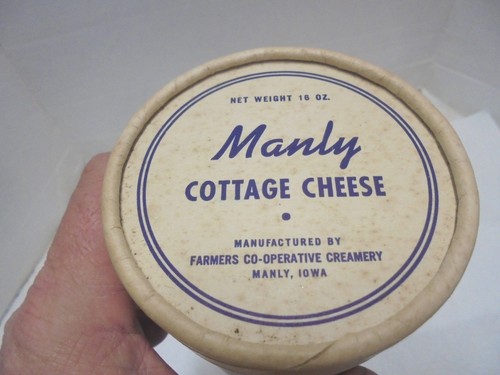 NET WEIGHT 16 OZ.
Manly
COTTAGE CHEESE
MANUFACTURED BY
FARMERS CO-OPERATIVE CREAMERY
MANLY, IOWA